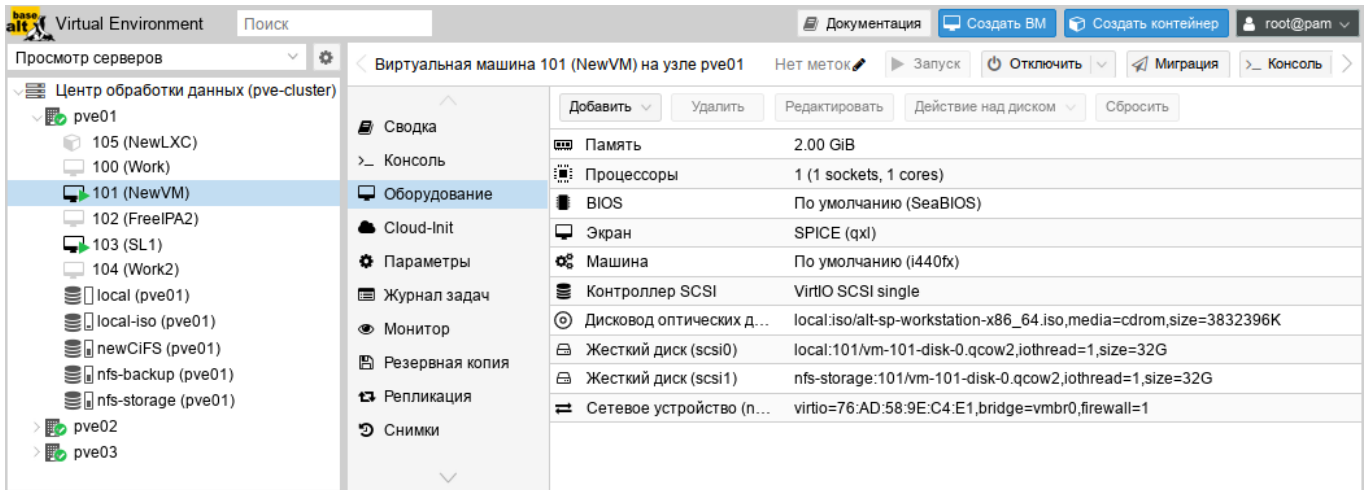 base alt Virtual Environment Поиск Документация Создать ВМ Создать контейнер root@pam
Просмотр серверов
Центр обработки данных (pve-cluster)
pve01
105 (NewLXC)
100 (Work)
101 (NewVM)
102 (FreeIPA2)
103 (SL1)
104 (Work2)
local (pve01)
local-iso (pve01)
newCiFS (pve01)
nfs-backup (pve01)
nfs-storage (pve01)
pve02
pve03
Виртуальная машина 101 (NewVM) на узле pve01 Нет меток Запуск Отключить Миграция >_ Консоль
Сводка
>_ Консоль
Оборудование
Cloud-Init
Параметры
Журнал задач
Монитор
Резервная копия
Репликация
Снимки
Добавить Удалить Редактировать Действие над диском Сбросить
Память 2.00 GiB
Процессоры 1 (1 sockets, 1 cores)
BIOS По умолчанию (SeaBIOS)
Экран SPICE (qxl)
Машина По умолчанию (i440fx)
Контроллер SCSI VirtIO SCSI single
Дисковод оптических д... local:iso/alt-sp-workstation-x86_64.iso,media=cdrom,size=3832396K
Жесткий диск (scsi0) local:101/vm-101-disk-0.qcow2,iothread=1,size=32G
Жесткий диск (scsi1) nfs-storage:101/vm-101-disk-0.qcow2,iothread=1,size=32G
Сетевое устройство (n... virtio=76:AD:58:9E:C4:E1,bridge=vmbr0,firewall=1